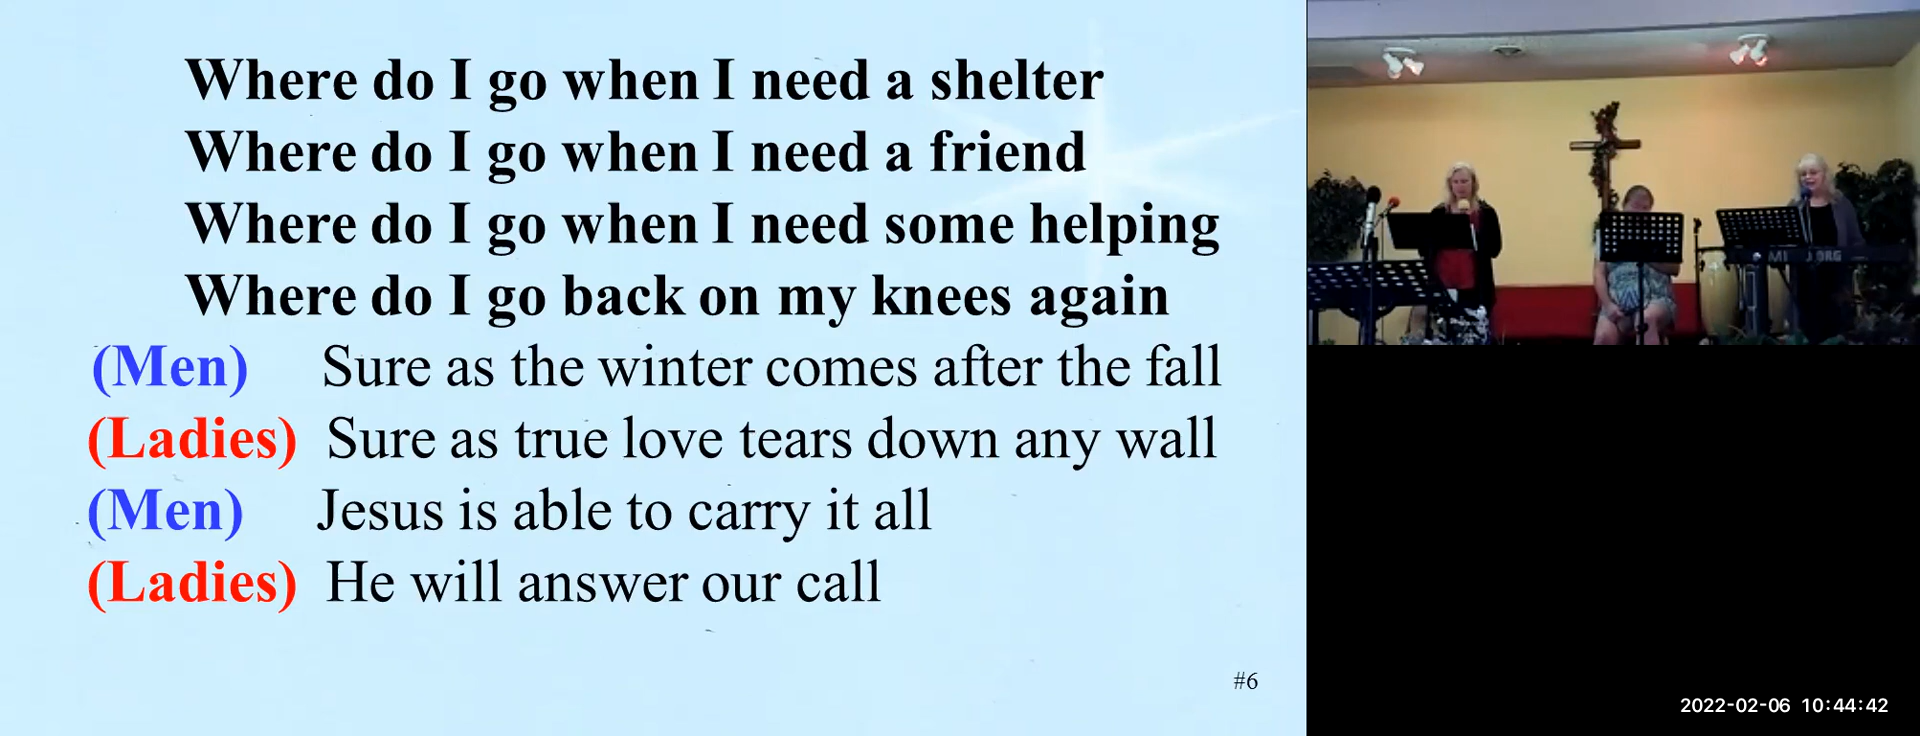 Where do I go when I need a shelter
Where do I go when I need a friend
Where do I go when I need some helping
Where do I go back on my knees again
(Men) Sure as the winter comes after the fall
(Ladies) Sure as true love tears down any wall
(Men) Jesus is able to carry it all
(Ladies) He will answer our call
#6
2022-02-06 10:44:42